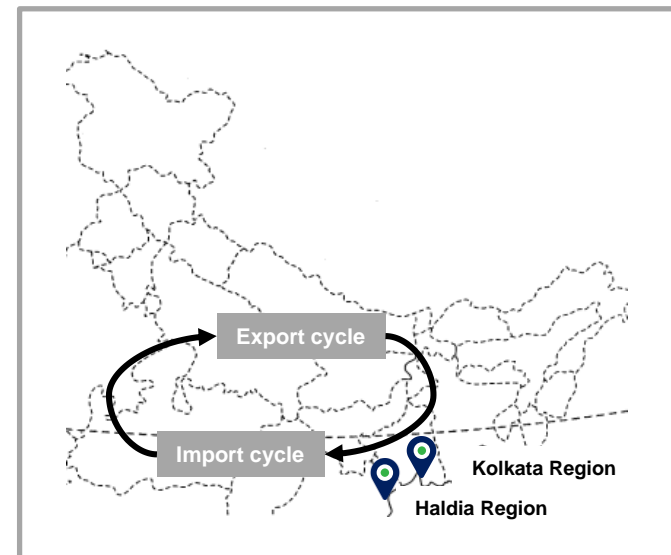 Export cycle
Import cycle
Kolkata Region
Haldia Region